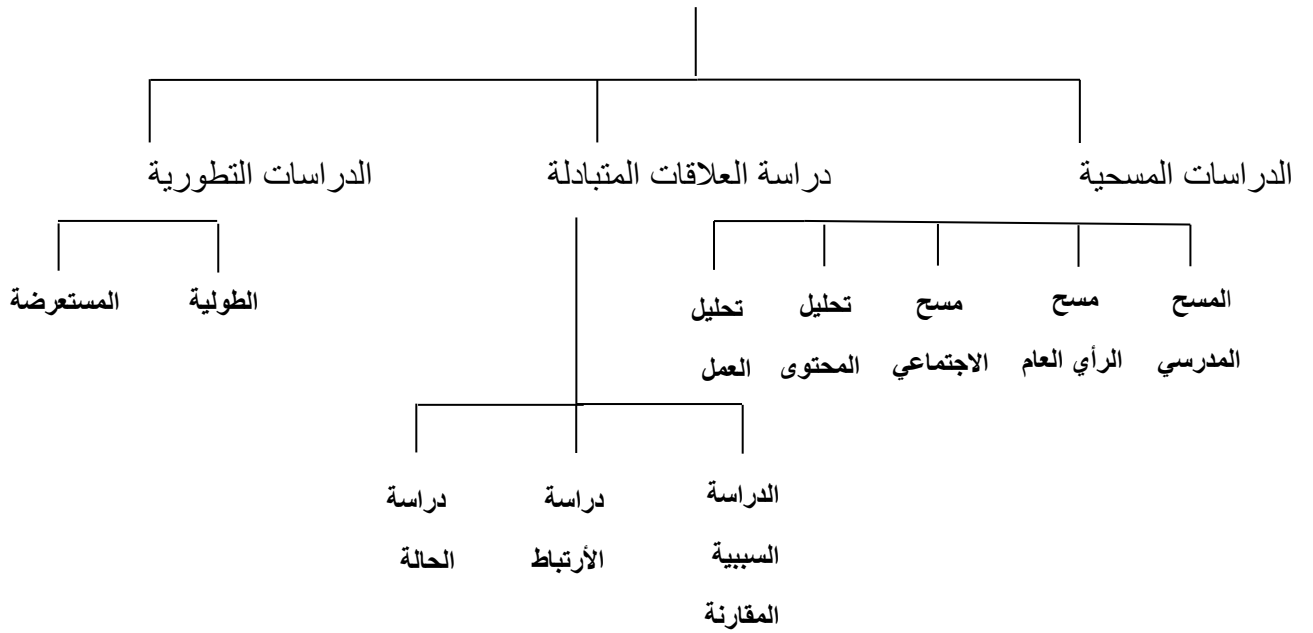 الدراسات المسحية
دراسة العلاقات المتبادلة
الدراسات التطورية
المسح
المدرسي
مسح
الرأي العام
مسح
الاجتماعي
تحليل
المحتوى
تحليل
العمل
الطولية
المستعرضة
الدراسة
السببية
المقارنة
دراسة
الأرتباط
دراسة
الحالة